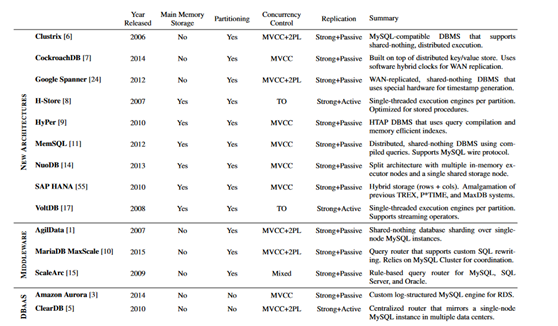 Year Released Main Memory Storage Partitioning Concurrency Control Replication Summary
NEW ARCHITECTURES
Clustrix [6] 2006 No Yes MVCC+2PL Strong+Passive MySQL-compatible DBMS that supports
shared-nothing, distributed execution.
CockroachDB [7] 2014 No Yes MVCC Strong+Passive Built on top of distributed key/value store. Uses
software hybrid clocks for WAN replication.
Google Spanner [24] 2012 No Yes MVCC+2PL Strong+Passive WAN-replicated, shared-nothing DBMS that
uses special hardware for timestamp generation.
H-Store [8] 2007 Yes Yes TO Strong+Active Single-threaded execution engines per partition.
Optimized for stored procedures.
HyPer [9] 2010 Yes Yes MVCC Strong+Passive HTAP DBMS that uses query compilation and
memory efficient indexes.
MemSQL [11] 2012 Yes Yes MVCC Strong+Passive Distributed, shared-nothing DBMS using com-
piled queries. Supports MySQL wire protocol.
NuoDB [14] 2013 Yes Yes MVCC Strong+Passive Split architecture with multiple in-memory exe-
cutor nodes and a single shared storage node.
SAP HANA [55] 2010 Yes Yes MVCC Strong+Passive Hybrid storage (rows + cols). Amalgamation of
previous TREX, P*TIME, and MaxDB systems.
VoltDB [17] 2008 Yes Yes TO Strong+Active Single-threaded execution engines per partition.
Supports streaming operators.
MIDDLEWARE
AgilData [1] 2007 No Yes MVCC+2PL Strong+Passive Shared-nothing database sharding over single-
node MySQL instances.
MariaDB MaxScale [10] 2015 No Yes MVCC+2PL Strong+Passive Query router that supports custom SQL rewrit-
ing. Relies on MySQL Cluster for coordination.
ScaleArc [15] 2009 No Yes Mixed Strong+Passive Rule-based query router for MySQL, SQL
Server, and Oracle.
DBAAS
Amazon Aurora [3] 2014 No No MVCC Strong+Passive Custom log-structured MySQL engine for RDS.
ClearDB [5] 2010 No No MVCC+2PL Strong+Active Centralized router that mirrors a single-node
MySQL instance in multiple data centers.